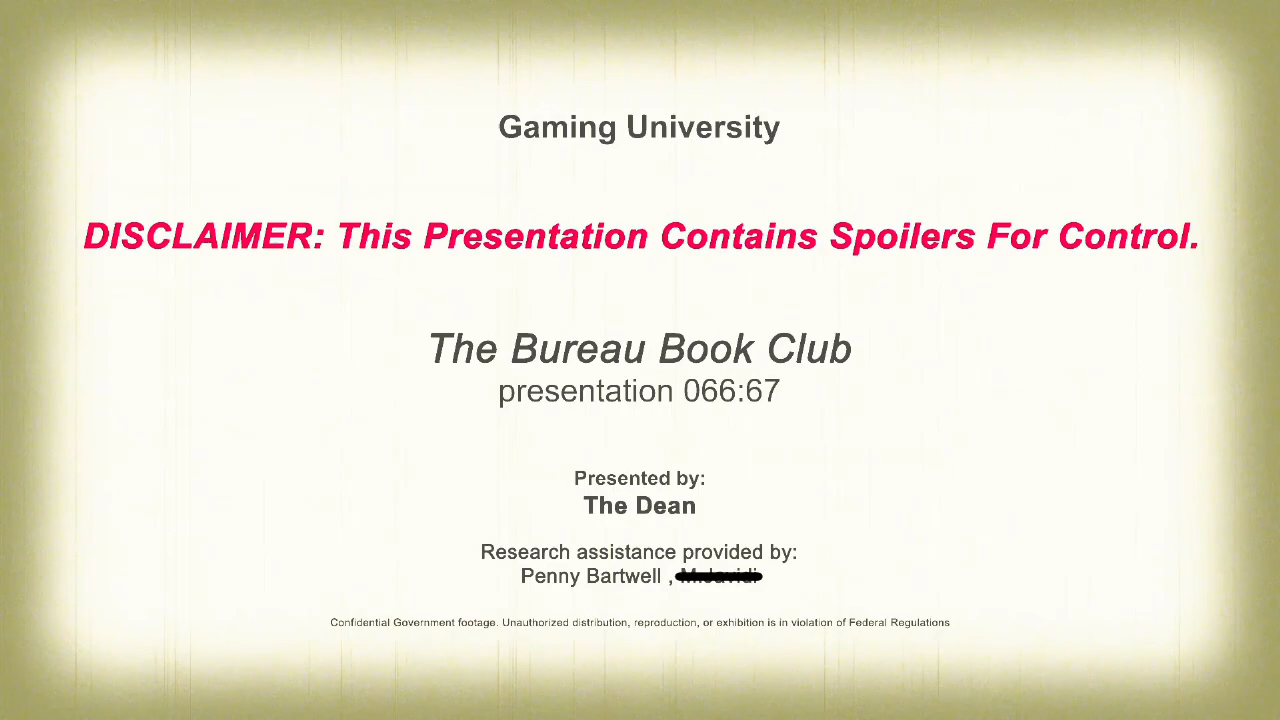 Gaming University
DISCLAIMER: This Presentation Contains Spoilers For Control.
The Bureau Book Club
presentation 066:67
Presented by:
The Dean
Research assistance provided by:
Penny Bartwell ,
Confidential Government footage. Unauthorized distribution, reproduction, or exhibition is in violation of Federal Regulations